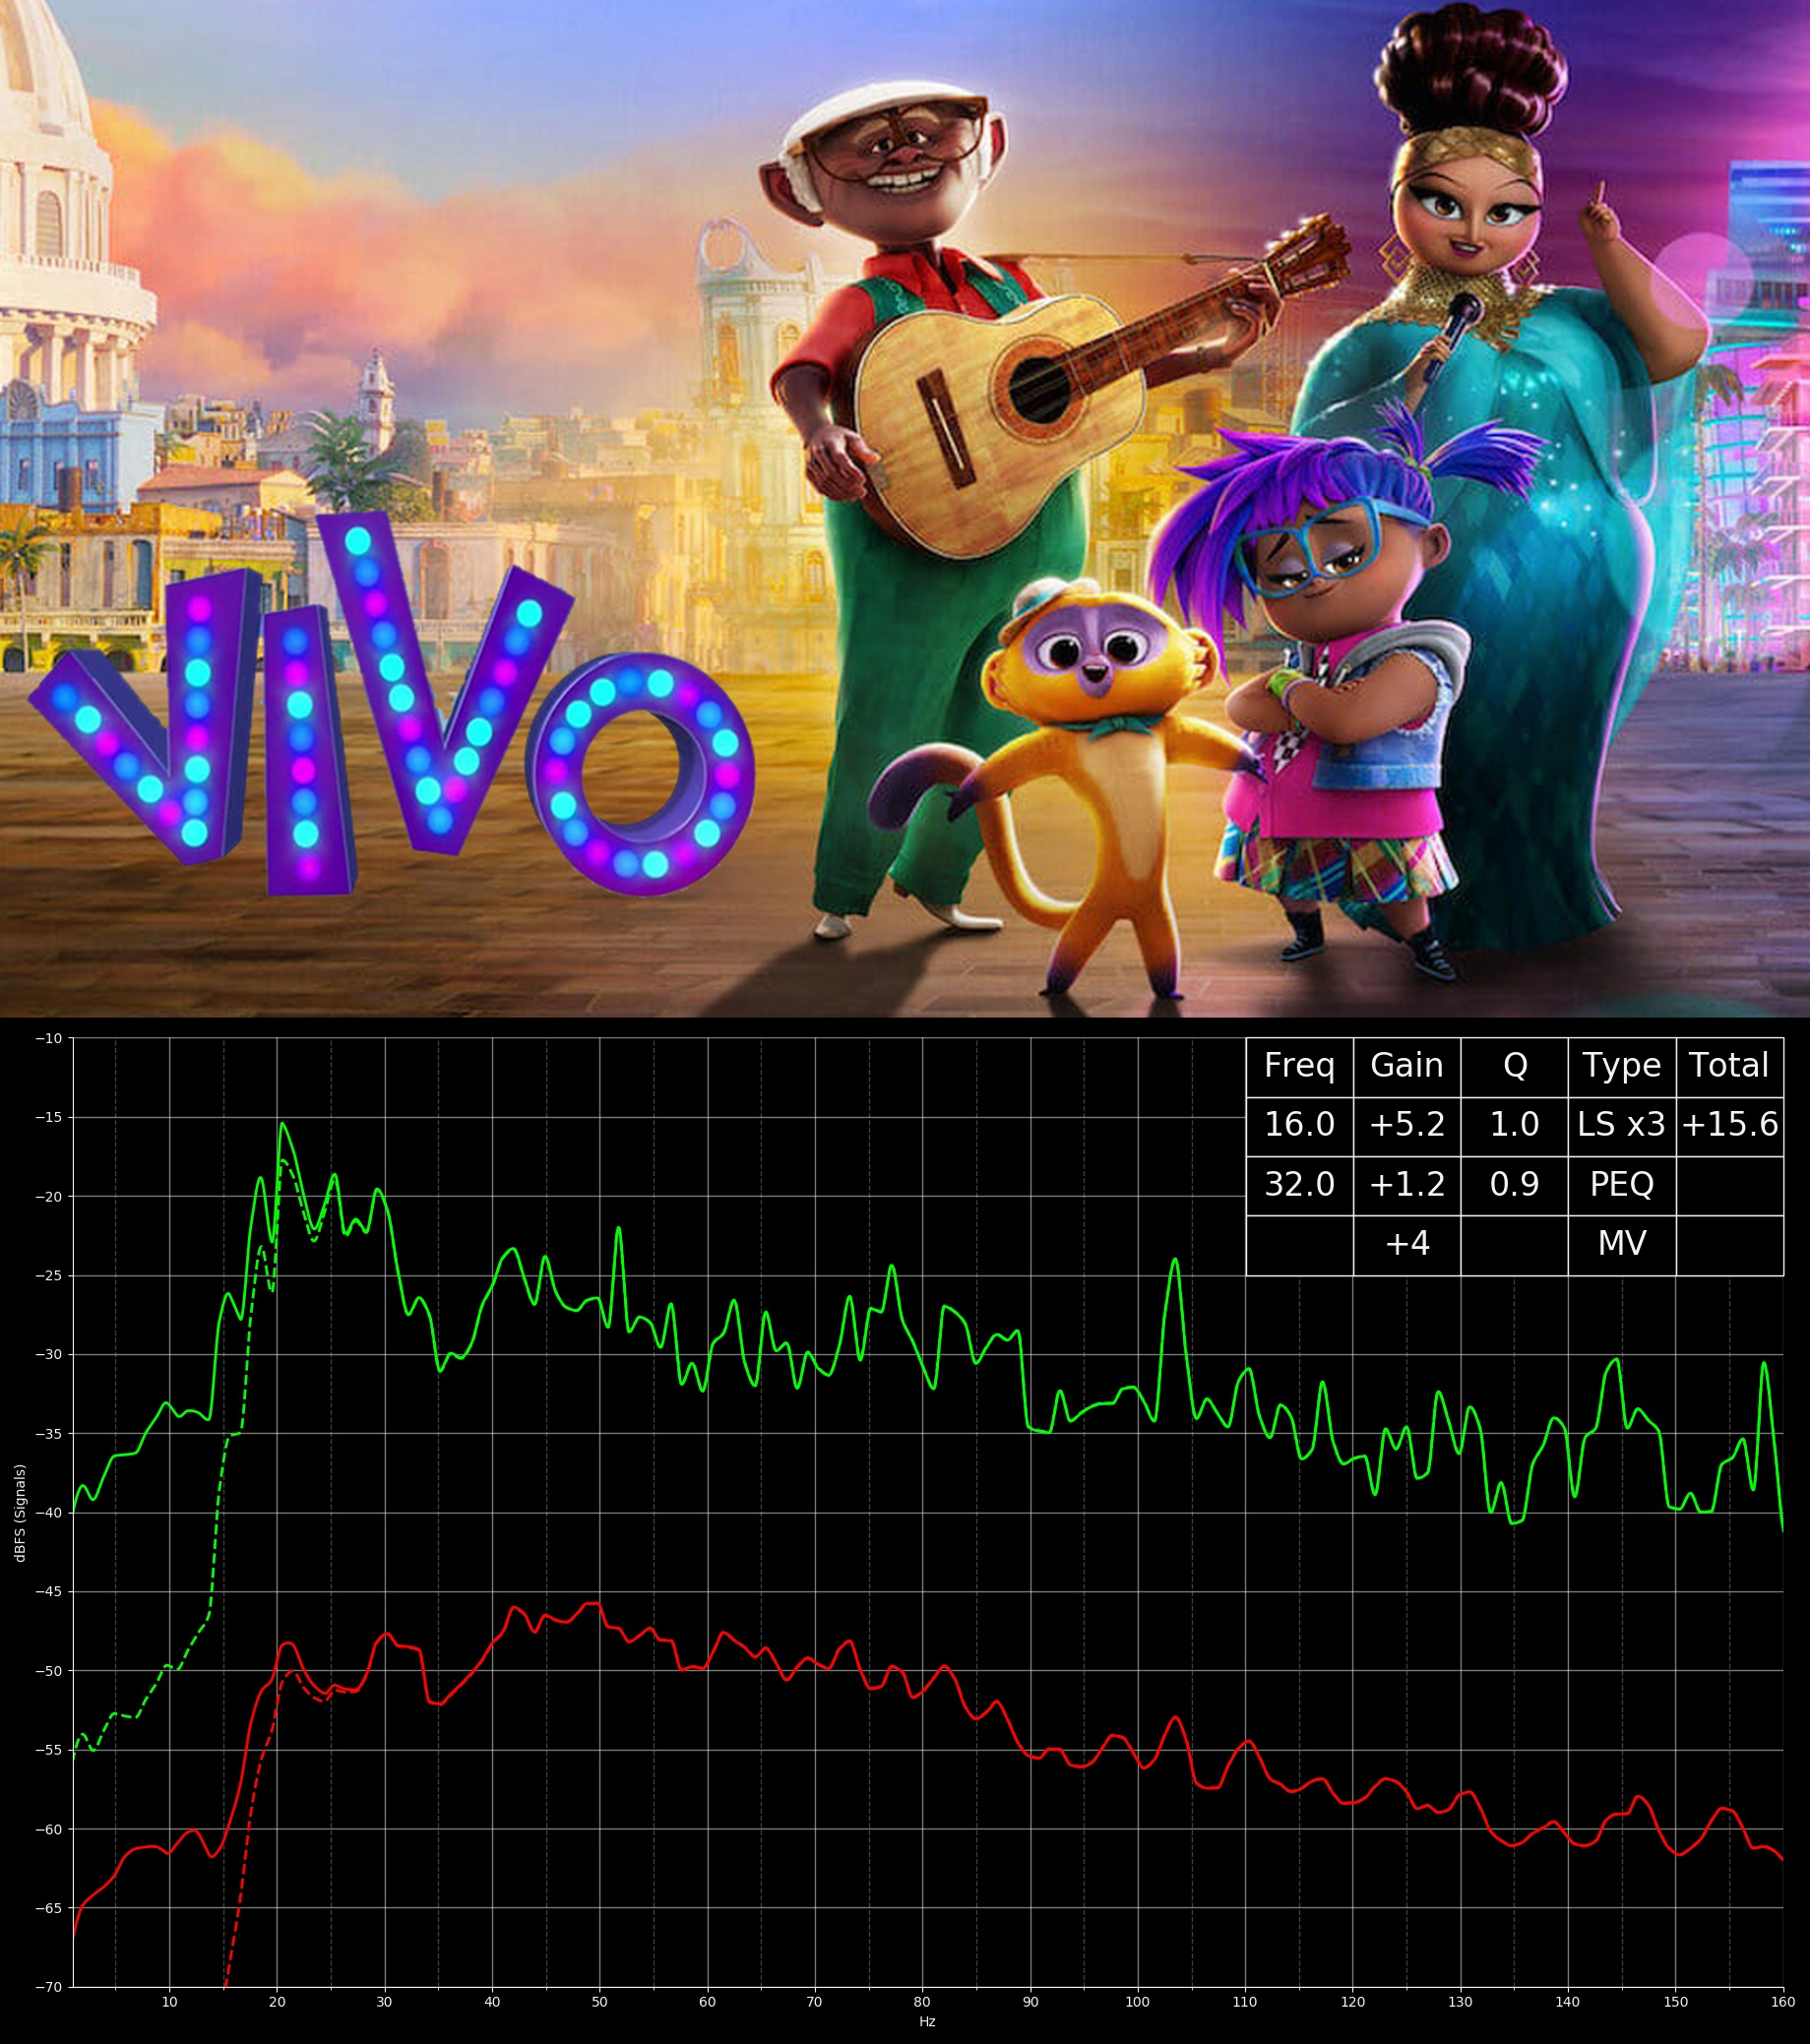 ViVo
Freq Gain Q Type Total
16.0 +5.2 1.0 LS x3 +15.6
32.0 +1.2 0.9 PEQ
+4 MV
−10
−15
−20
−25
−30
−35
−40
−45
−50
−55
−60
−65
−70
dBFS (Signals)
10 20 30 40 50 60 70 80 90 100 110 120 130 140 150 160
Hz